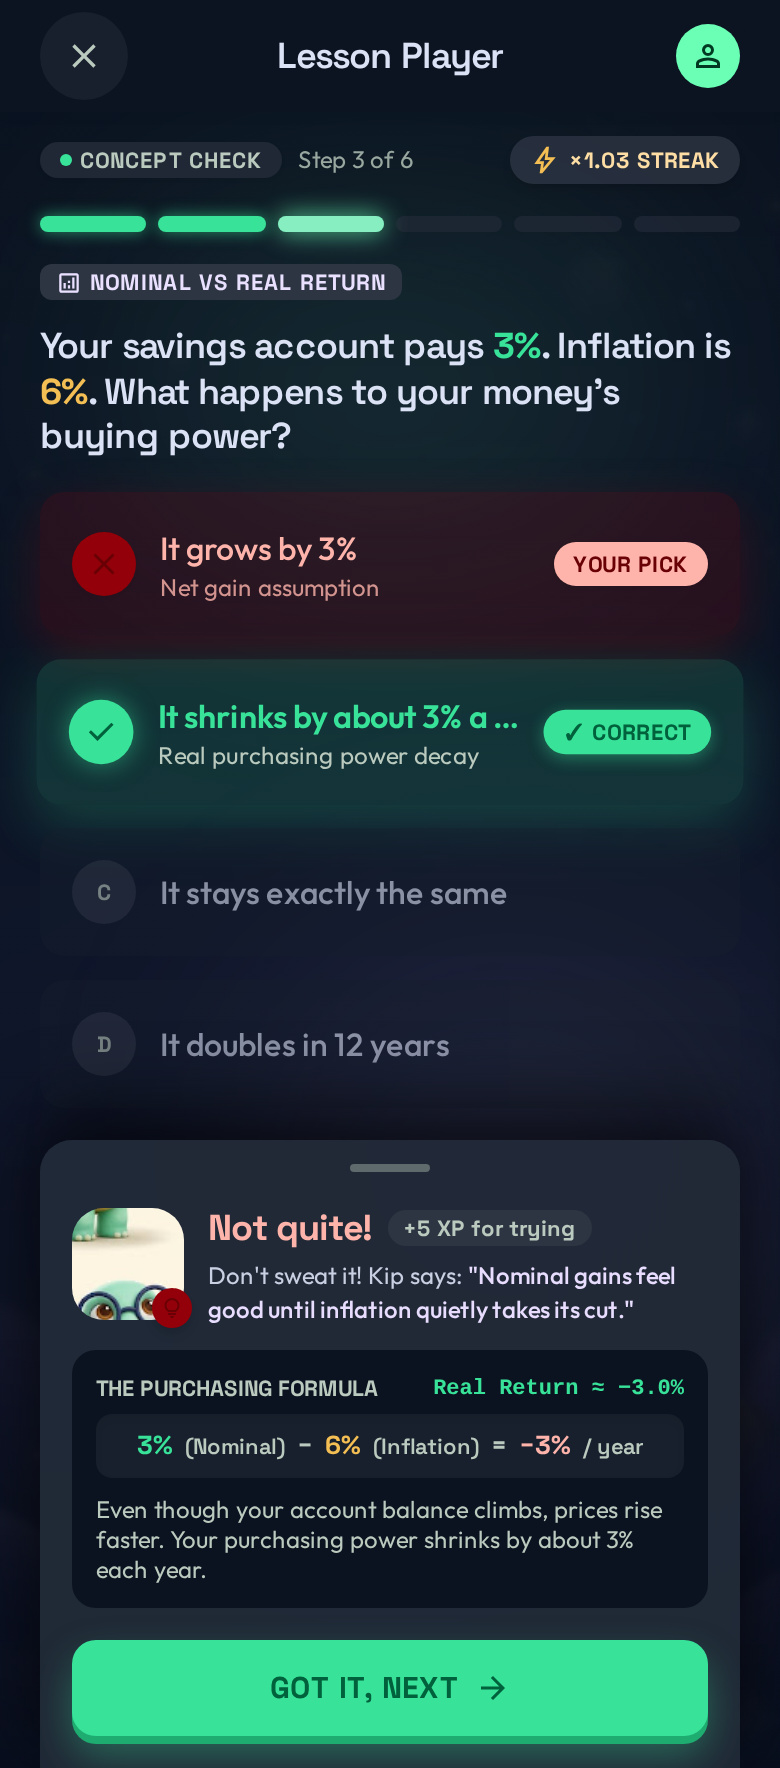 Lesson Player
CONCEPT CHECK
Step 3 of 6
×1.03 STREAK
NOMINAL VS REAL RETURN
Your savings account pays 3%. Inflation is
6%. What happens to your money's
buying power?
It grows by 3%
Net gain assumption
YOUR PICK
It shrinks by about 3% a ...
Real purchasing power decay
✓ CORRECT
C
It stays exactly the same
D
It doubles in 12 years
Not quite!
+5 XP for trying
Don't sweat it! Kip says: "Nominal gains feel
good until inflation quietly takes its cut."
THE PURCHASING FORMULA
Real Return ≈ −3.0%
3% (Nominal) − 6% (Inflation) = −3% / year
Even though your account balance climbs, prices rise
faster. Your purchasing power shrinks by about 3%
each year.
GOT IT, NEXT →